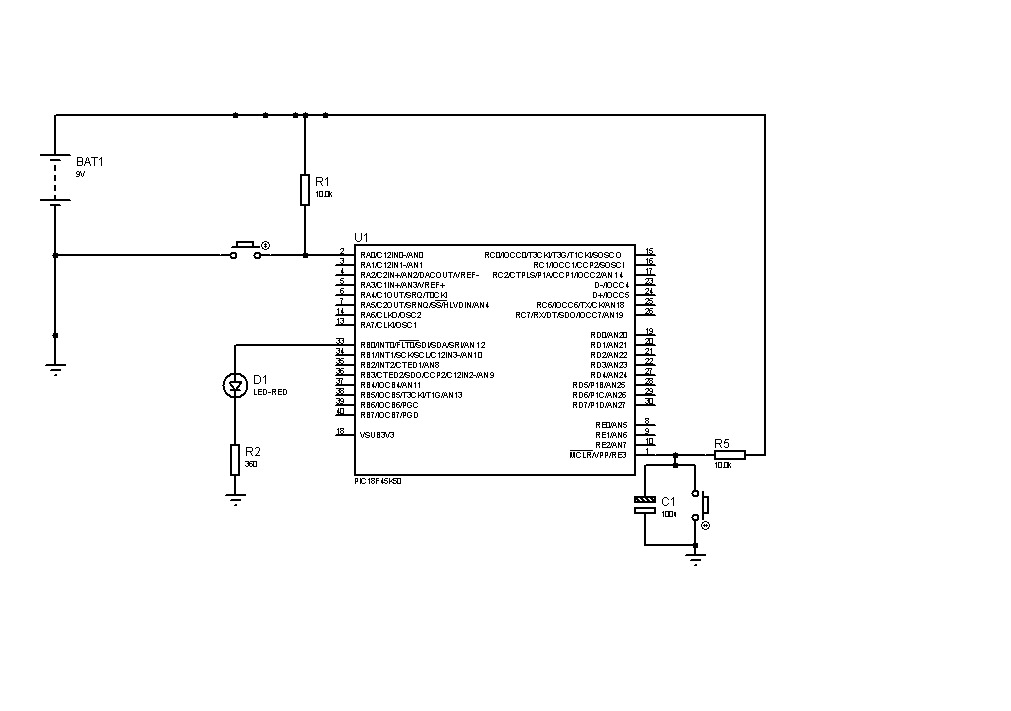 BAT1
9V
R1
10.0k
U1
2
RA0/C12IN0-/AN0
3
RA1/C12IN1-/AN1
4
RA2/C2IN+/AN2/DACOUT/VREF-
5
RA3/C1IN+/AN3/VREF+
6
RA4/C1OUT/SRQ/T0CKI
7
RA5/C2OUT/SRNQ/SS/HLVDIN/AN4
14
RA6/CLKO/OSC2
13
RA7/CLKI/OSC1
33
RB0/INT0/FLT0/SDI/SDA/SRI/AN12
34
RB1/INT1/SCK/SCL/C12IN3-/AN10
35
RB2/INT2/CTED1/AN8
36
RB3/CTED2/SDO/CCP2/C12IN2-/AN9
37
RB4/IOCB4/AN11
38
RB5/IOCB5/T3CKI/T1G/AN13
39
RB6/IOCB6/PGC
40
RB7/IOCB7/PGD
18
VSUB3V3
RC0/IOCC0/T3CKI/T3G/T1CKI/SOSCO
15
RC1/IOCC1/CCP2/SOSCI
16
RC2/CTPLS/P1A/CCP1/IOCC2/AN14
17
D-/IOCC4
23
D+/IOCC5
24
RC6/IOCC6/TX/CK/AN18
25
RC7/RX/DT/SDO/IOCC7/AN19
26
RD0/AN20
19
RD1/AN21
20
RD2/AN22
21
RD3/AN23
22
RD4/AN24
27
RD5/P1B/AN25
28
RD6/P1C/AN26
29
RD7/P1D/AN27
30
RE0/AN5
8
RE1/AN6
9
RE2/AN7
10
MCLR/VPP/RE3
1
PIC18F45K50
D1
LED-RED
R2
360
R5
10.0k
C1
100n